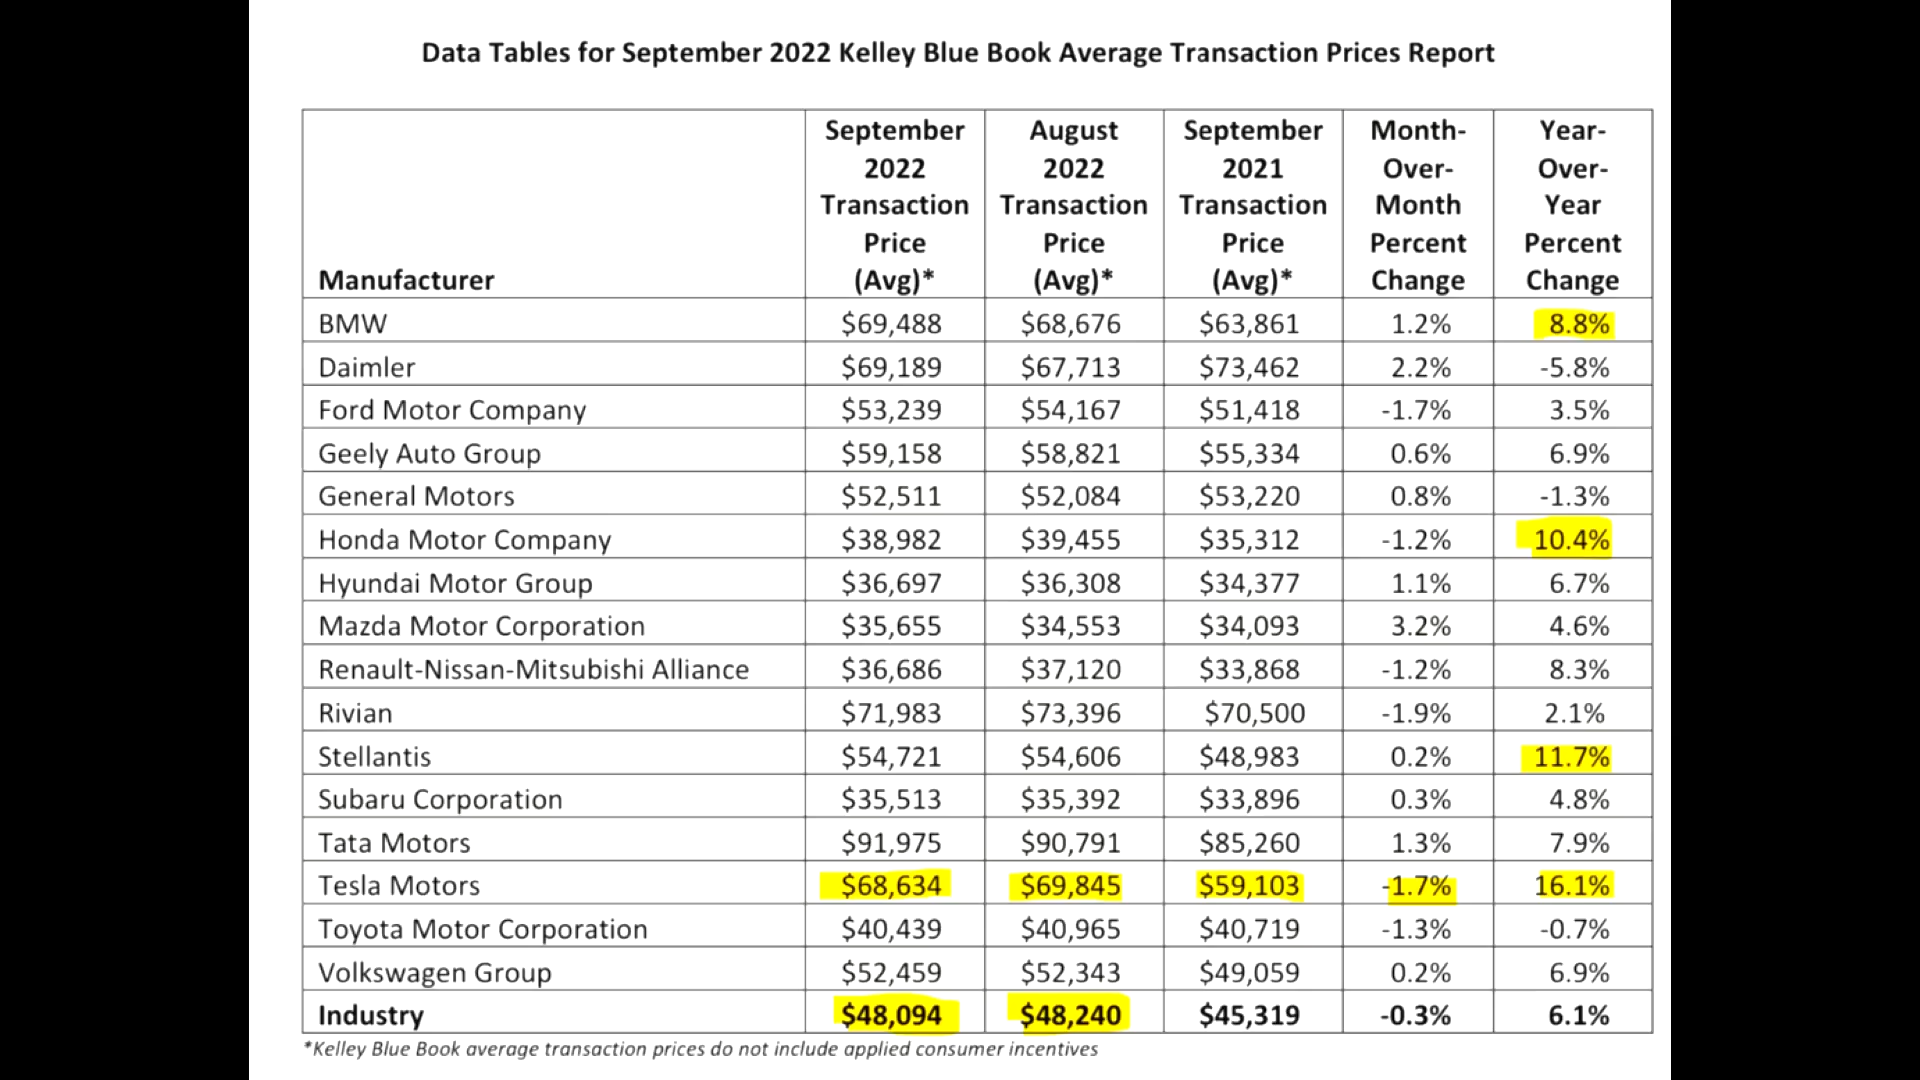 Data Tables for September 2022 Kelley Blue Book Average Transaction Prices Report
Manufacturer | September 2022 Transaction Price (Avg)* | August 2022 Transaction Price (Avg)* | September 2021 Transaction Price (Avg)* | Month-Over-Month Percent Change | Year-Over-Year Percent Change
BMW $69,488 $68,676 $63,861 1.2% 8.8%
Daimler $69,189 $67,713 $73,462 2.2% -5.8%
Ford Motor Company $53,239 $54,167 $51,418 -1.7% 3.5%
Geely Auto Group $59,158 $58,821 $55,334 0.6% 6.9%
General Motors $52,511 $52,084 $53,220 0.8% -1.3%
Honda Motor Company $38,982 $39,455 $35,312 -1.2% 10.4%
Hyundai Motor Group $36,697 $36,308 $34,377 1.1% 6.7%
Mazda Motor Corporation $35,655 $34,553 $34,093 3.2% 4.6%
Renault-Nissan-Mitsubishi Alliance $36,686 $37,120 $33,868 -1.2% 8.3%
Rivian $71,983 $73,396 $70,500 -1.9% 2.1%
Stellantis $54,721 $54,606 $48,983 0.2% 11.7%
Subaru Corporation $35,513 $35,392 $33,896 0.3% 4.8%
Tata Motors $91,975 $90,791 $85,260 1.3% 7.9%
Tesla Motors $68,634 $69,845 $59,103 -1.7% 16.1%
Toyota Motor Corporation $40,439 $40,965 $40,719 -1.3% -0.7%
Volkswagen Group $52,459 $52,343 $49,059 0.2% 6.9%
Industry $48,094 $48,240 $45,319 -0.3% 6.1%
*Kelley Blue Book average transaction prices do not include applied consumer incentives